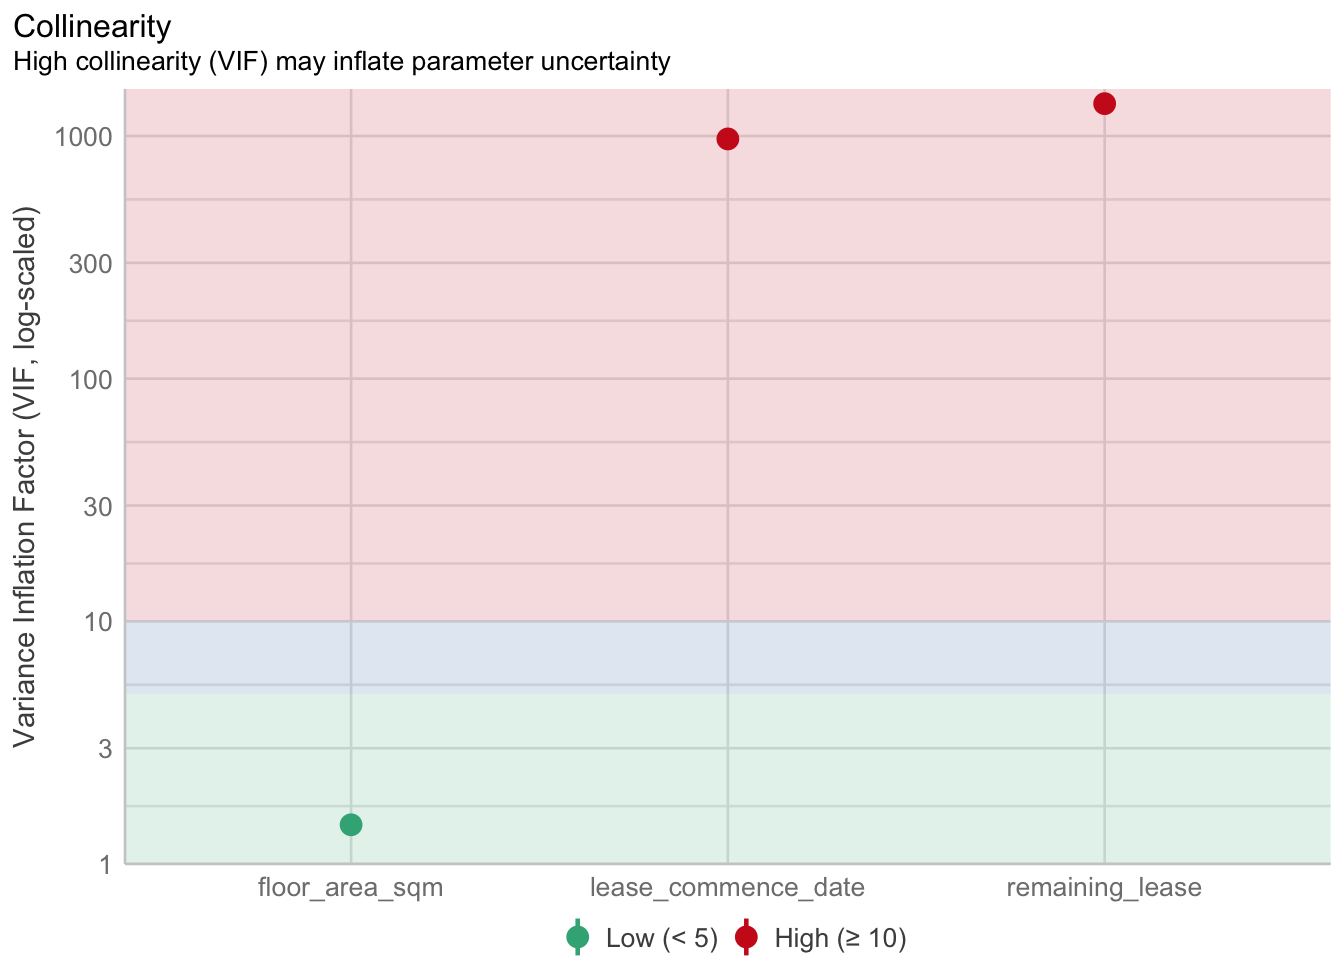 Collinearity
High collinearity (VIF) may inflate parameter uncertainty
Variance Inflation Factor (VIF, log-scaled)
1000
300
100
30
10
3
1
floor_area_sqm
lease_commence_date
remaining_lease
Low (< 5)
High (≥ 10)